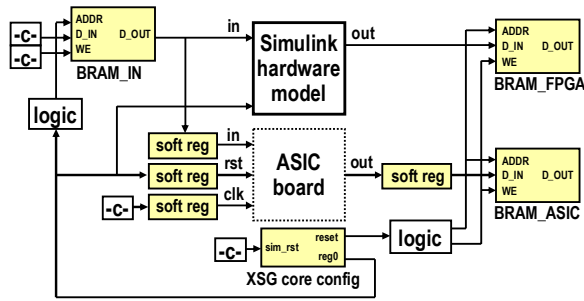 ADDR
D_IN
D_OUT
WE
-c-
-c-
BRAM_IN
in
Simulink
hardware
model
out
ADDR
D_IN
D_OUT
WE
BRAM_FPGA
logic
soft reg
in
soft reg
rst
-c-
soft reg
clk
ASIC
board
out
soft reg
ADDR
D_IN
D_OUT
WE
BRAM_ASIC
-c-
sim_rst
reset
reg0
XSG core config
logic